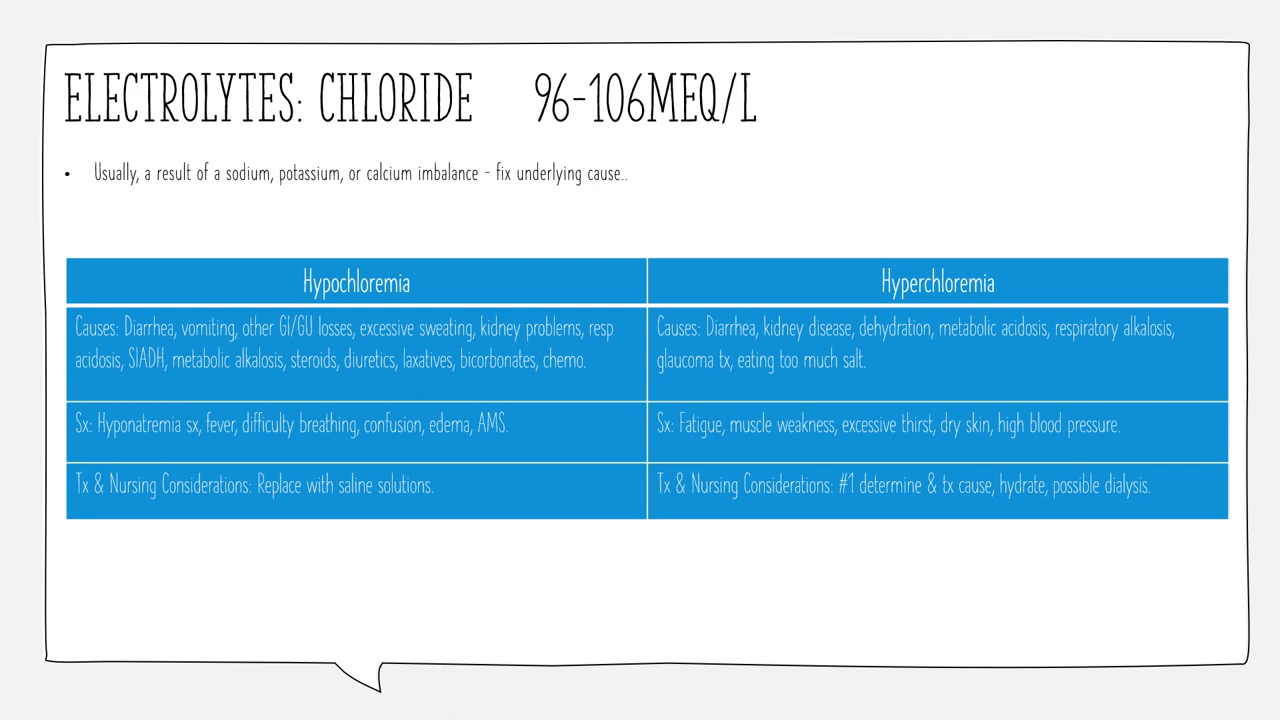 ELECTROLYTES: CHLORIDE 96-106MEQ/L
• Usually, a result of a sodium, potassium, or calcium imbalance - fix underlying cause..
Hypochloremia
Hyperchloremia
Causes: Diarrhea, vomiting, other GI/GU losses, excessive sweating, kidney problems, resp
acidosis, SIADH, metabolic alkalosis, steroids, diuretics, laxatives, bicorbonates, chemo.
Causes: Diarrhea, kidney disease, dehydration, metabolic acidosis, respiratory alkalosis,
glaucoma tx, eating too much salt.
Sx: Hyponatremia sx, fever, difficulty breathing, confusion, edema, AMS.
Sx: Fatigue, muscle weakness, excessive thirst, dry skin, high blood pressure.
Tx & Nursing Considerations: Replace with saline solutions.
Tx & Nursing Considerations: #1 determine & tx cause, hydrate, possible dialysis.